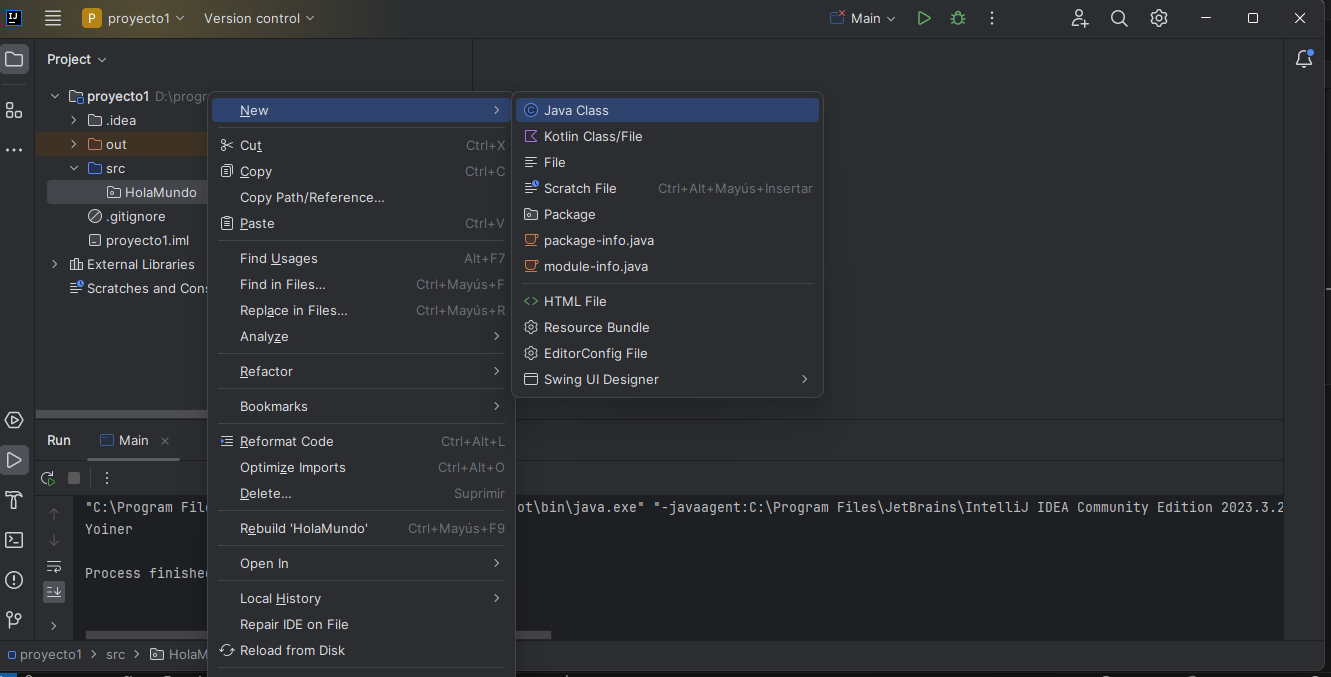 P proyecto1 Version control Main
Project
proyecto1 D:\progr
.idea
out
src
HolaMundo
.gitignore
proyecto1.iml
External Libraries
Scratches and Cons
New
Cut Ctrl+X
Copy Ctrl+C
Copy Path/Reference...
Paste Ctrl+V
Find Usages Alt+F7
Find in Files... Ctrl+Mayús+F
Replace in Files... Ctrl+Mayús+R
Analyze
Refactor
Bookmarks
Reformat Code Ctrl+Alt+L
Optimize Imports Ctrl+Alt+O
Delete... Suprimir
Rebuild 'HolaMundo' Ctrl+Mayús+F9
Open In
Local History
Repair IDE on File
Reload from Disk
Java Class
Kotlin Class/File
File
Scratch File Ctrl+Alt+Mayús+Insertar
Package
package-info.java
module-info.java
HTML File
Resource Bundle
EditorConfig File
Swing UI Designer
Run Main
"C:\Program File ot\bin\java.exe" "-javaagent:C:\Program Files\JetBrains\IntelliJ IDEA Community Edition 2023.3.2
Yoiner
Process finished
proyecto1 > src > HolaM